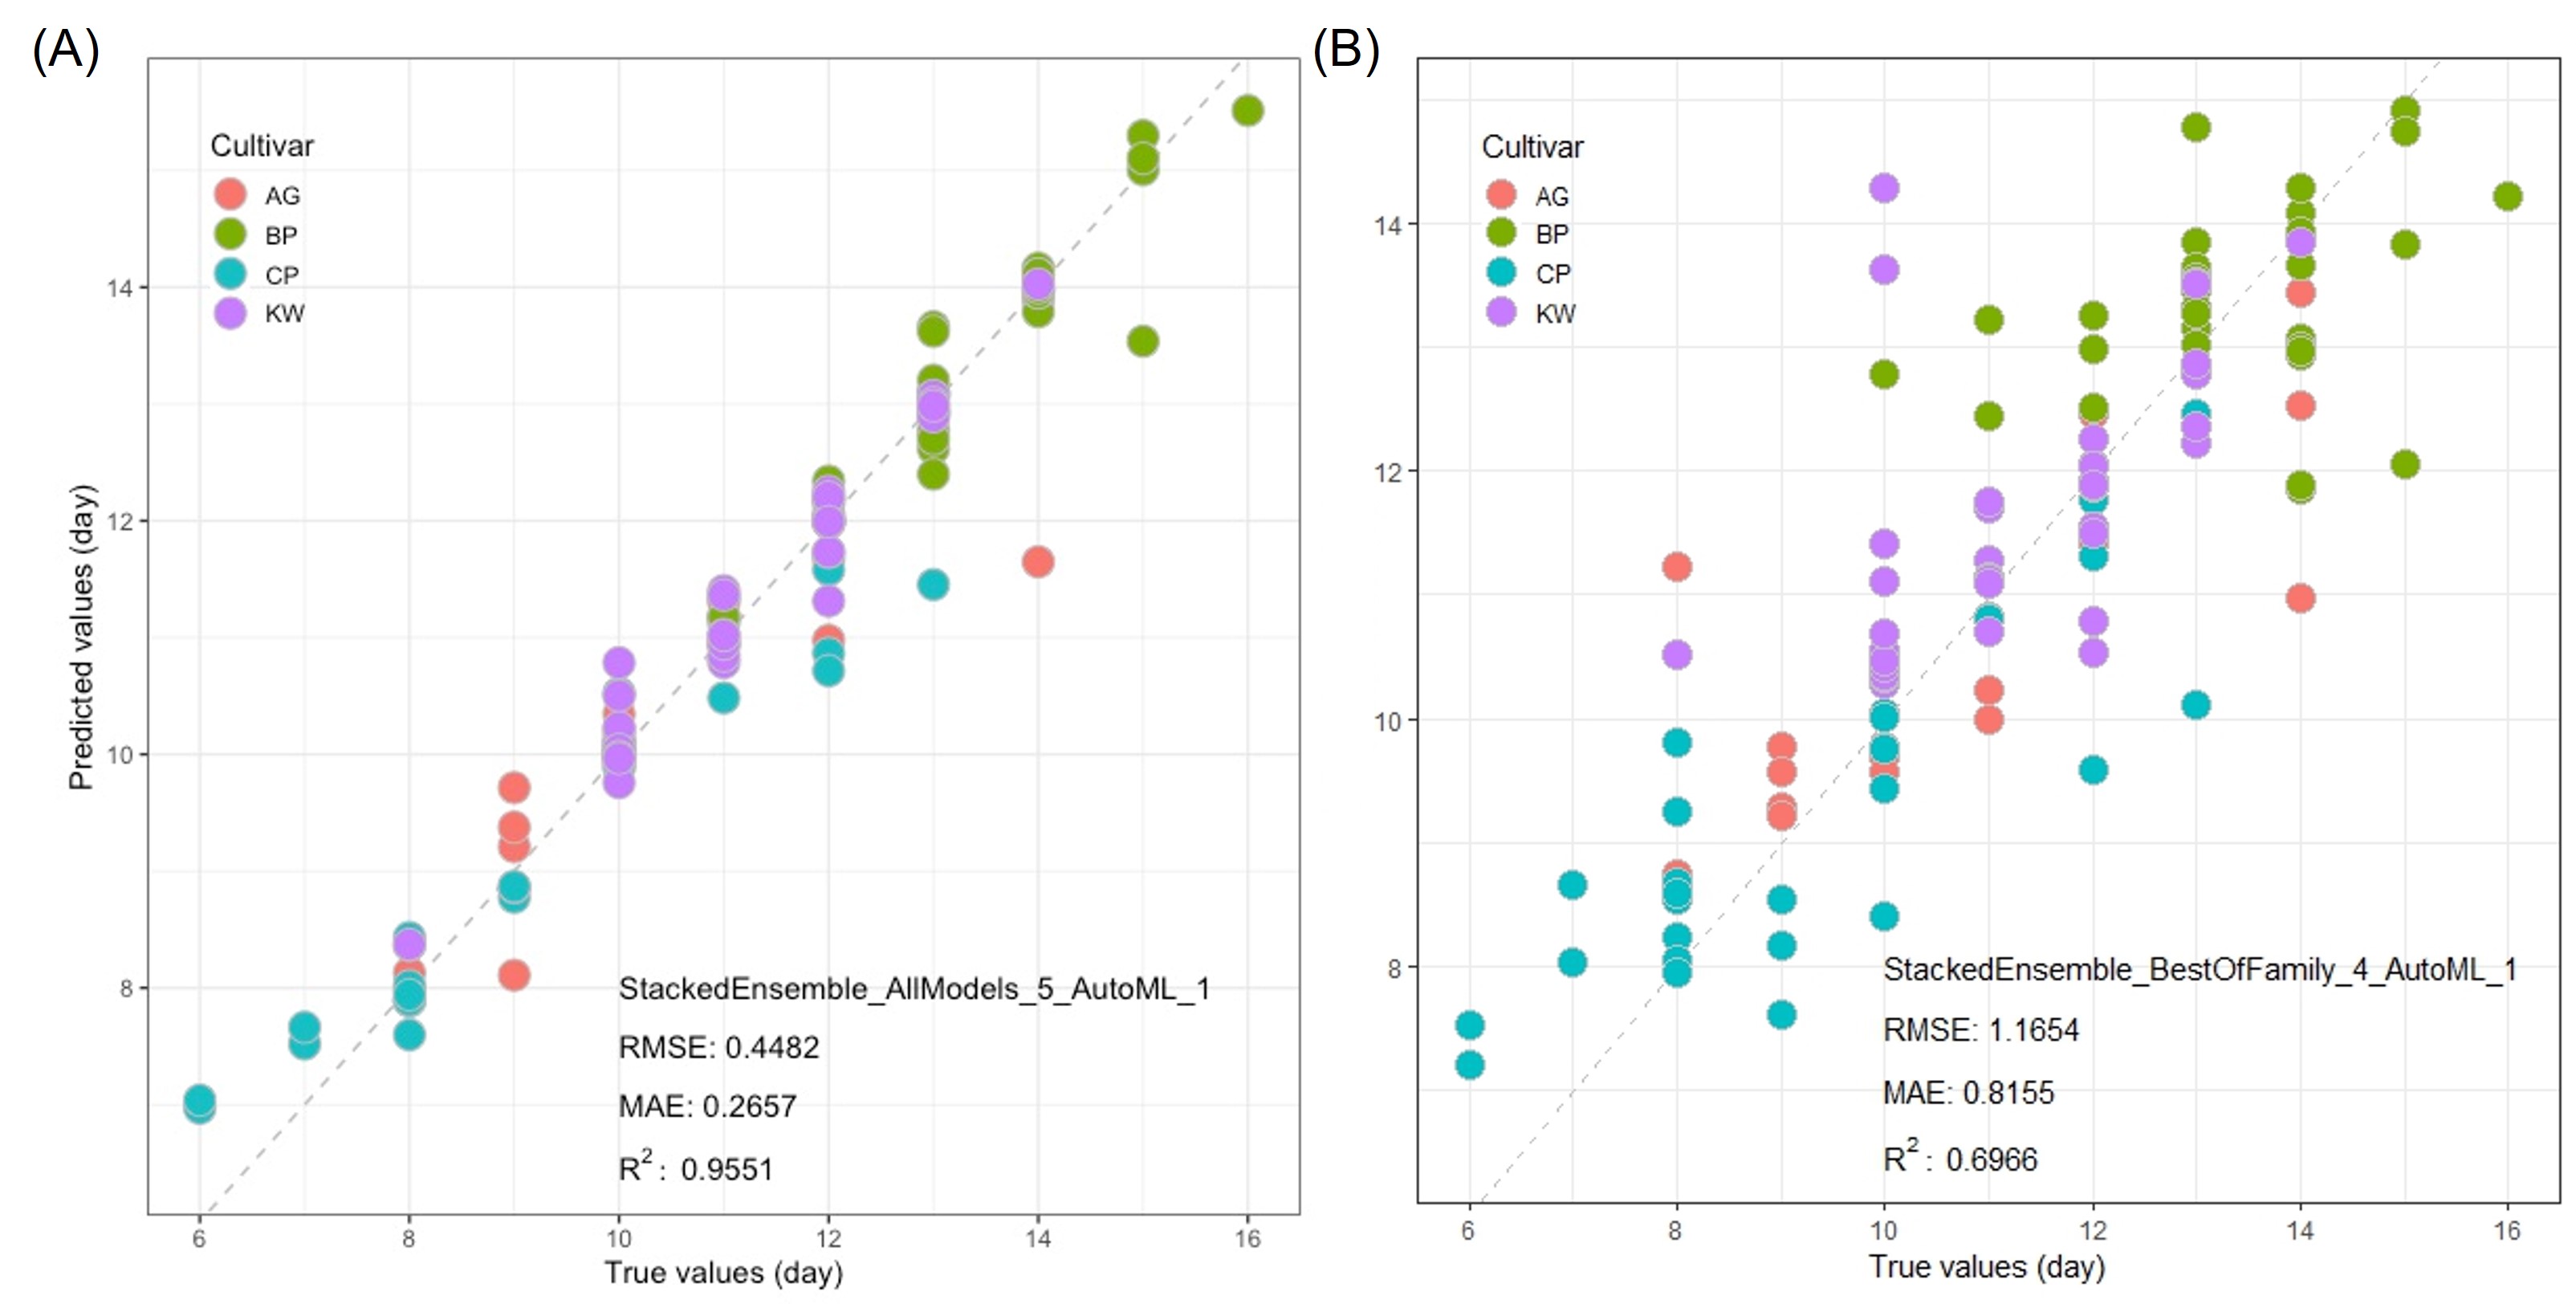 (A)
Cultivar
AG
BP
CP
KW
14
12
10
8
Predicted values (day)
StackedEnsemble_AllModels_5_AutoML_1
RMSE: 0.4482
MAE: 0.2657
R²: 0.9551
6 8 10 12 14 16
True values (day)
(B)
Cultivar
AG
BP
CP
KW
14
12
10
8
StackedEnsemble_BestOfFamily_4_AutoML_1
RMSE: 1.1654
MAE: 0.8155
R²: 0.6966
6 8 10 12 14 16
True values (day)